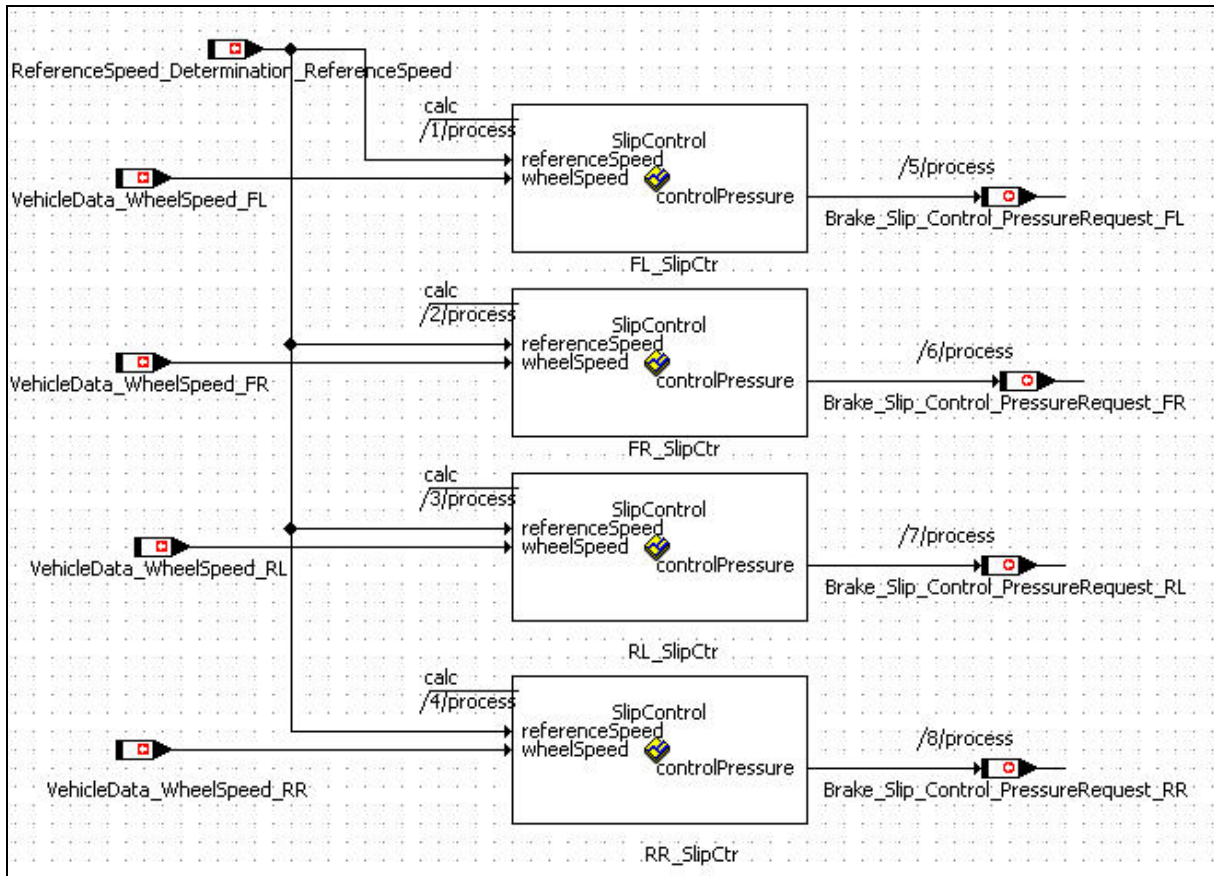 ReferenceSpeed_Determination_ReferenceSpeed
calc
/1/process
SlipControl
referenceSpeed
wheelSpeed
controlPressure
VehicleData_WheelSpeed_FL
/5/process
Brake_Slip_Control_PressureRequest_FL
FL_SlipCtr
calc
/2/process
SlipControl
referenceSpeed
wheelSpeed
controlPressure
VehicleData_WheelSpeed_FR
/6/process
Brake_Slip_Control_PressureRequest_FR
FR_SlipCtr
calc
/3/process
SlipControl
referenceSpeed
wheelSpeed
controlPressure
VehicleData_WheelSpeed_RL
/7/process
Brake_Slip_Control_PressureRequest_RL
RL_SlipCtr
calc
/4/process
SlipControl
referenceSpeed
wheelSpeed
controlPressure
VehicleData_WheelSpeed_RR
/8/process
Brake_Slip_Control_PressureRequest_RR
RR_SlipCtr